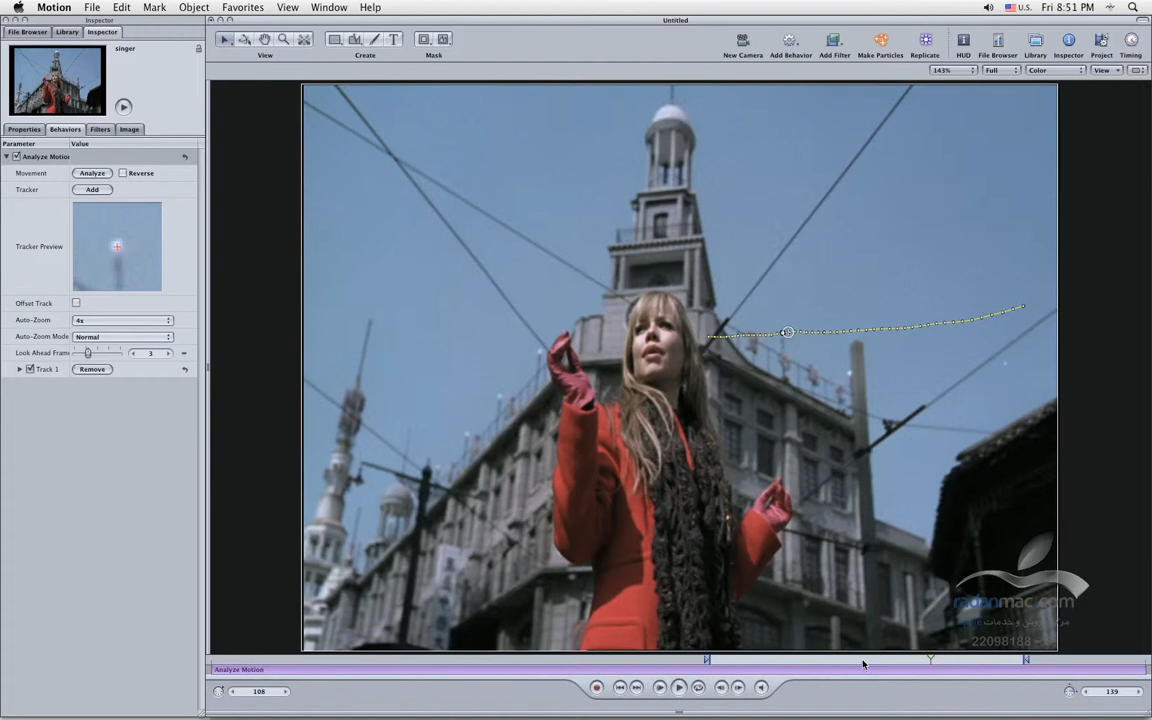 Motion File Edit Mark Object Favorites View Window Help
U.S. Fri 8:51 PM
Inspector
Untitled
File Browser Library Inspector
singer
View Create Mask
New Camera Add Behavior Add Filter Make Particles Replicate HUD File Browser Library Inspector Project Timing
143% Full Color View
Properties Behaviors Filters Image
Parameter Value
Analyze Motion
Movement Analyze Reverse
Tracker Add
Tracker Preview
Offset Track
Auto-Zoom 4x
Auto-Zoom Mode Normal
Look Ahead Fram 3
Track 1 Remove
radanmac.com
22098188
Analyze Motion
108
139